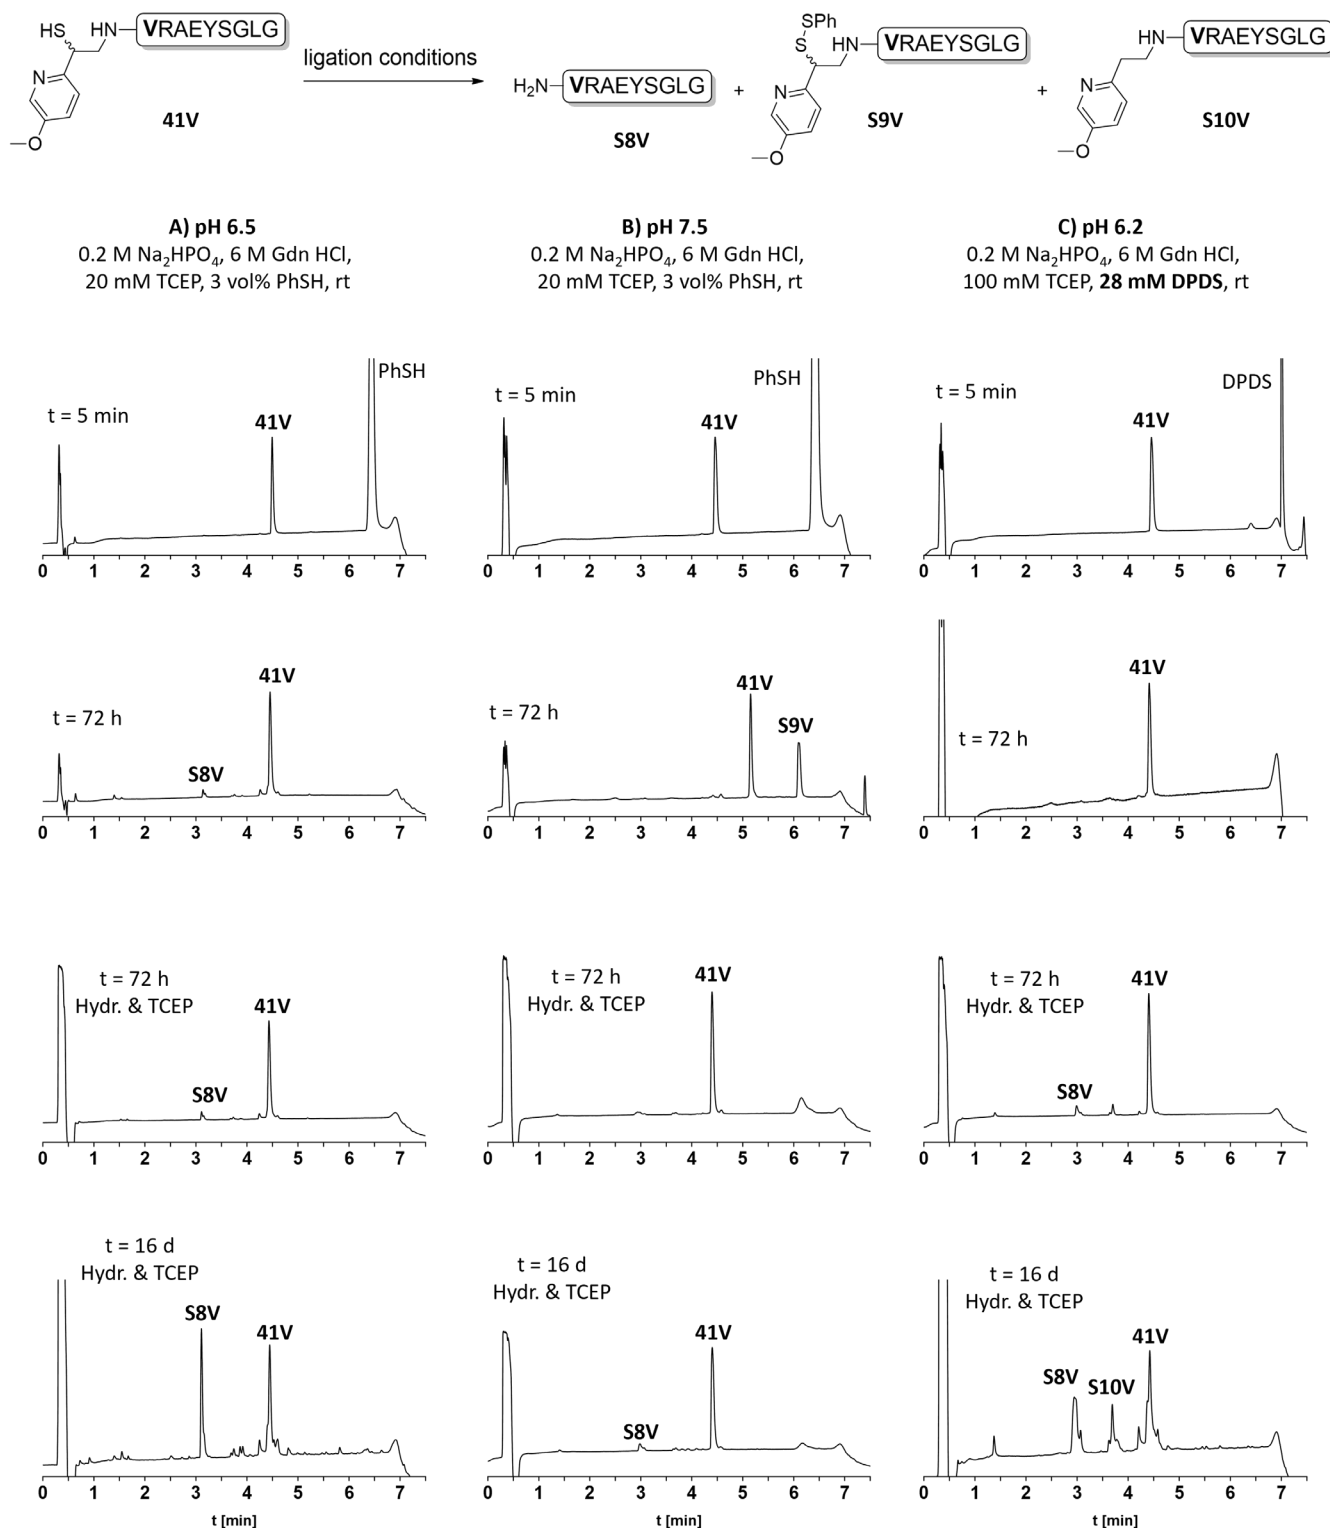 SH
HN
VRAEYSGLG
N
O
41V
ligation conditions
H₂N
VRAEYSGLG
S8V
+
SPh
S
HN
VRAEYSGLG
N
O
S9V
+
HN
VRAEYSGLG
N
O
S10V
A) pH 6.5
0.2 M Na₂HPO₄, 6 M Gdn HCl,
20 mM TCEP, 3 vol% PhSH, rt
B) pH 7.5
0.2 M Na₂HPO₄, 6 M Gdn HCl,
20 mM TCEP, 3 vol% PhSH, rt
C) pH 6.2
0.2 M Na₂HPO₄, 6 M Gdn HCl,
100 mM TCEP, 28 mM DPDS, rt
t = 5 min
41V
PhSH
0 1 2 3 4 5 6 7
t = 5 min
41V
PhSH
0 1 2 3 4 5 6 7
t = 5 min
41V
DPDS
0 1 2 3 4 5 6 7
t = 72 h
S8V
41V
0 1 2 3 4 5 6 7
t = 72 h
41V
S9V
0 1 2 3 4 5 6 7
t = 72 h
41V
0 1 2 3 4 5 6 7
t = 72 h
Hydr. & TCEP
S8V
41V
0 1 2 3 4 5 6 7
t = 72 h
Hydr. & TCEP
41V
0 1 2 3 4 5 6 7
t = 72 h
Hydr. & TCEP
S8V
41V
0 1 2 3 4 5 6 7
t = 16 d
Hydr. & TCEP
S8V
41V
0 1 2 3 4 5 6 7
t [min]
t = 16 d
Hydr. & TCEP
S8V
41V
0 1 2 3 4 5 6 7
t [min]
t = 16 d
Hydr. & TCEP
S8V
S10V
41V
0 1 2 3 4 5 6 7
t [min]